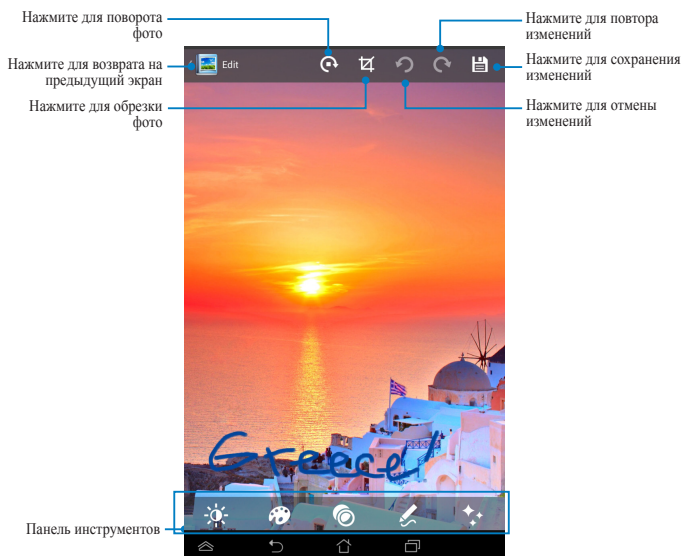 Нажмите для поворота
фото
Нажмите для возврата на
предыдущий экран
Нажмите для обрезки
фото
Edit
Нажмите для повтора
изменений
Нажмите для сохранения
изменений
Нажмите для отмены
изменений
Greece!
Панель инструментов